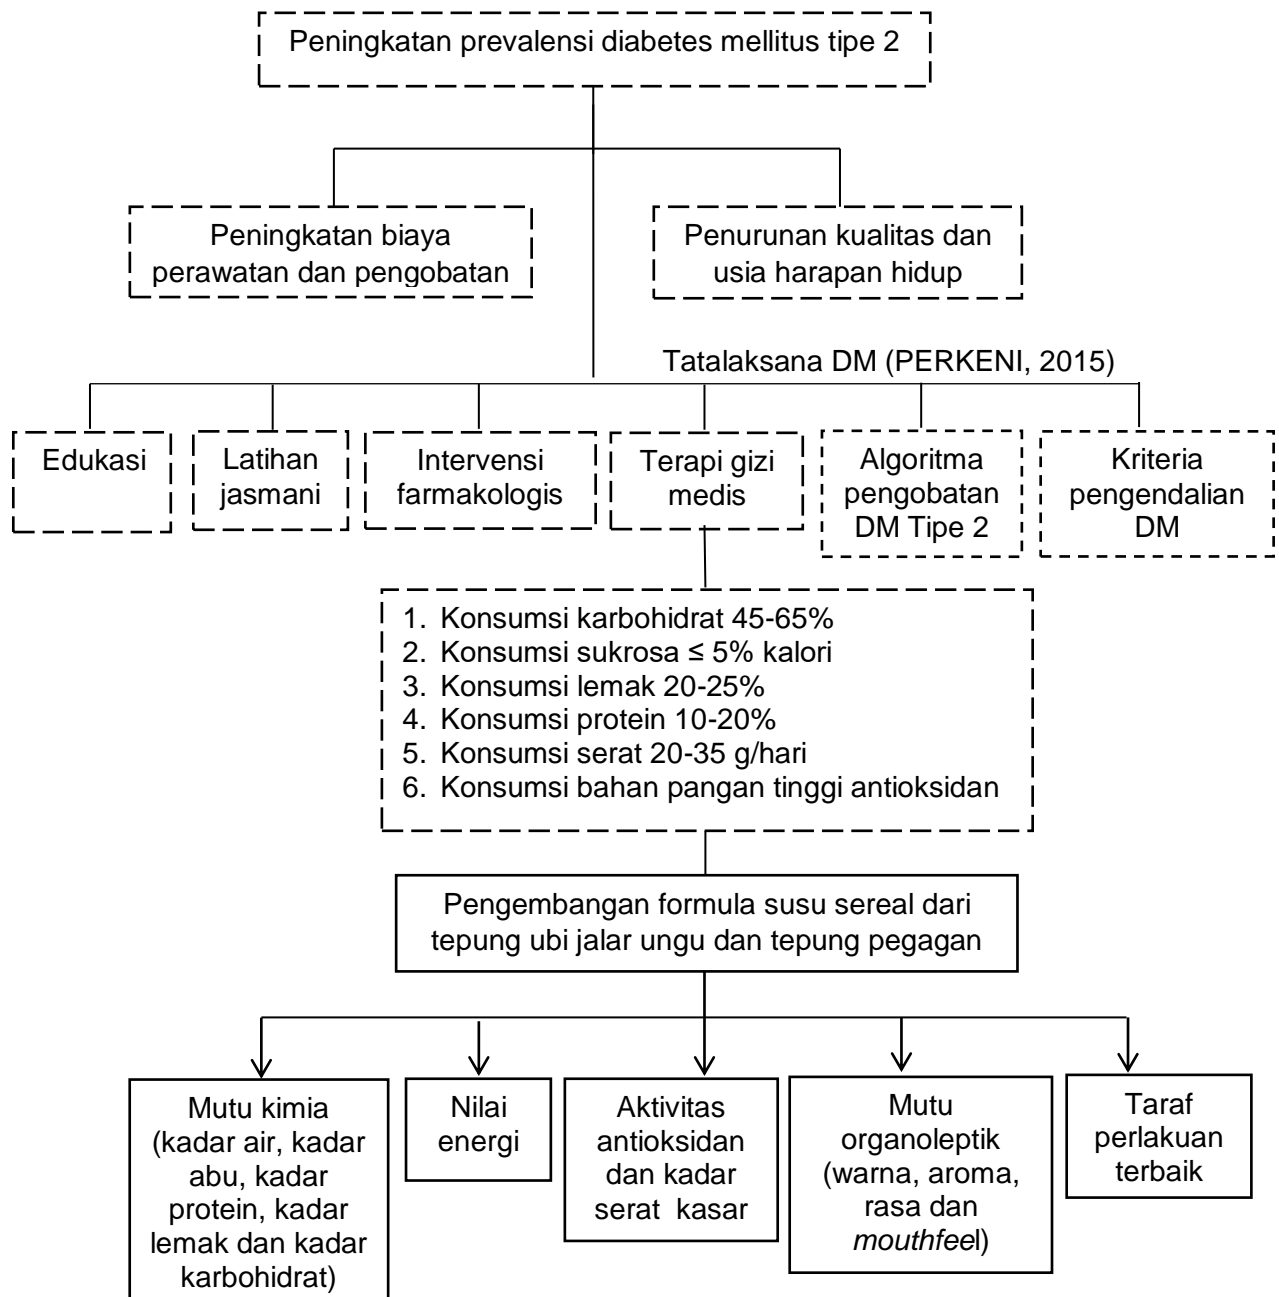 Peningkatan prevalensi diabetes mellitus tipe 2
Peningkatan biaya
perawatan dan pengobatan
Penurunan kualitas dan
usia harapan hidup
Tatalaksana DM (PERKENI, 2015)
Edukasi
Latihan
jasmani
Intervensi
farmakologis
Terapi gizi
medis
Algoritma
pengobatan
DM Tipe 2
Kriteria
pengendalian
DM
1. Konsumsi karbohidrat 45-65%
2. Konsumsi sukrosa ≤ 5% kalori
3. Konsumsi lemak 20-25%
4. Konsumsi protein 10-20%
5. Konsumsi serat 20-35 g/hari
6. Konsumsi bahan pangan tinggi antioksidan
Pengembangan formula susu sereal dari
tepung ubi jalar ungu dan tepung pegagan
Mutu kimia
(kadar air, kadar
abu, kadar
protein, kadar
lemak dan kadar
karbohidrat)
Nilai
energi
Aktivitas
antioksidan
dan kadar
serat kasar
Mutu
organoleptik
(warna, aroma,
rasa dan
mouthfeel)
Taraf
perlakuan
terbaik